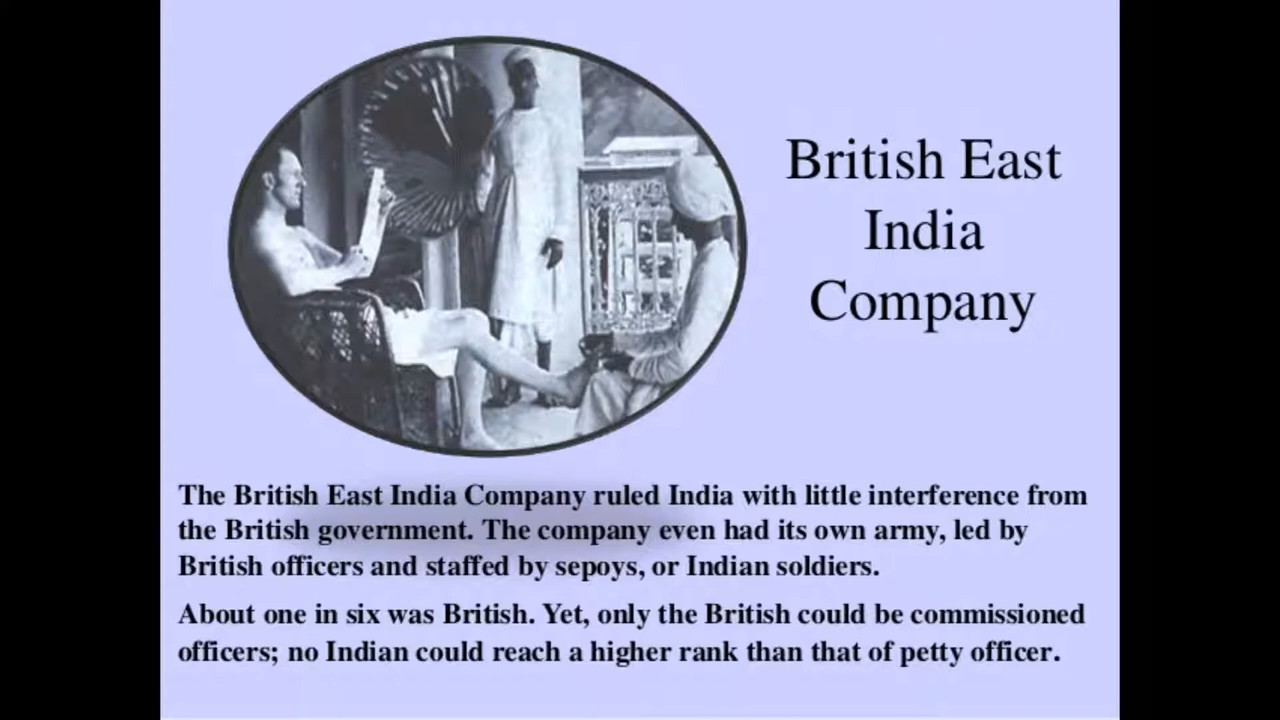 British East
India
Company
The British East India Company ruled India with little interference from
the British government. The company even had its own army, led by
British officers and staffed by sepoys, or Indian soldiers.
About one in six was British. Yet, only the British could be commissioned
officers; no Indian could reach a higher rank than that of petty officer.